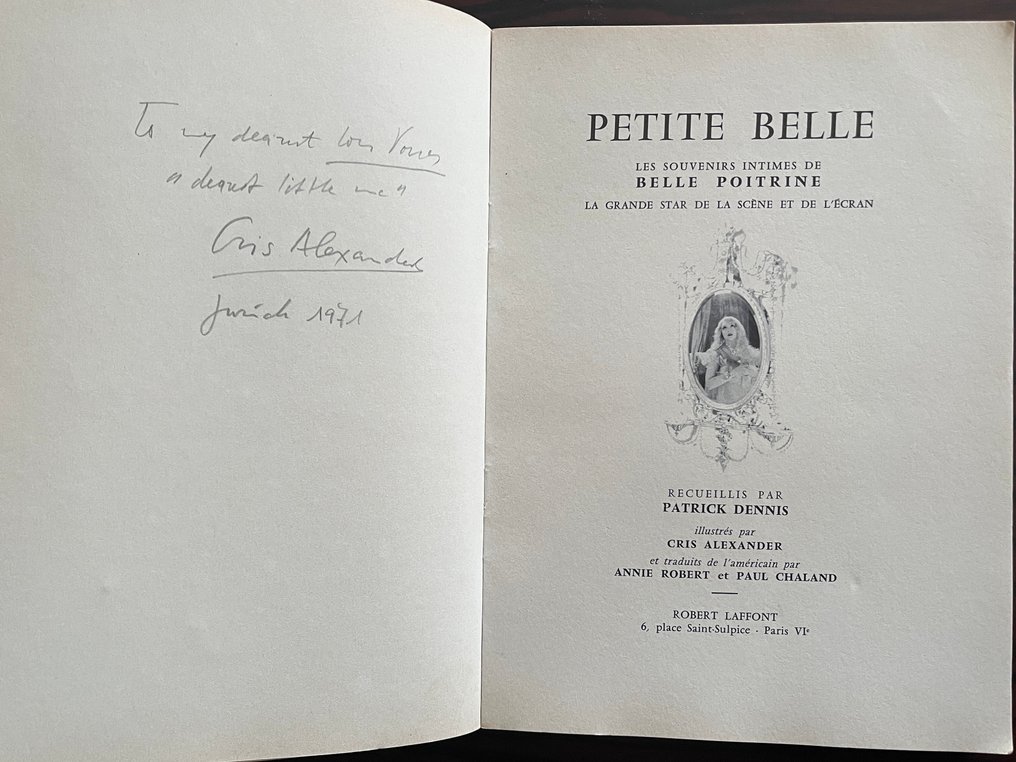 To my dearest
"dearest little me"
Cris Alexander
Zurich 1971
PETITE BELLE
LES SOUVENIRS INTIMES DE
BELLE POITRINE
LA GRANDE STAR DE LA SCÈNE ET DE L'ÉCRAN
RECUEILLIS PAR
PATRICK DENNIS
illustrés par
CRIS ALEXANDER
et traduits de l'américain par
ANNIE ROBERT et PAUL CHALAND
ROBERT LAFFONT
6, place Saint-Sulpice - Paris VIe